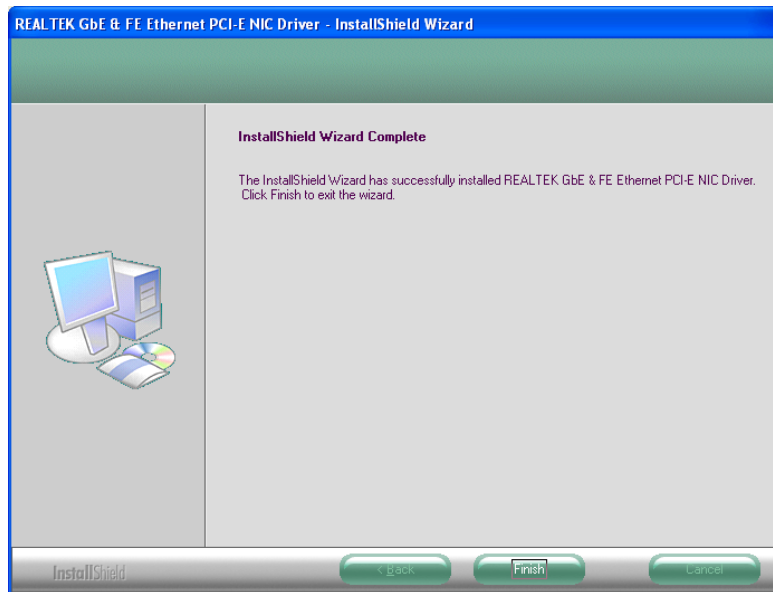 REALTEK GbE & FE Ethernet PCI-E NIC Driver - InstallShield Wizard
InstallShield Wizard Complete
The InstallShield Wizard has successfully installed REALTEK GbE & FE Ethernet PCI-E NIC Driver.
Click Finish to exit the wizard.
InstallShield
< Back
Finish
Cancel